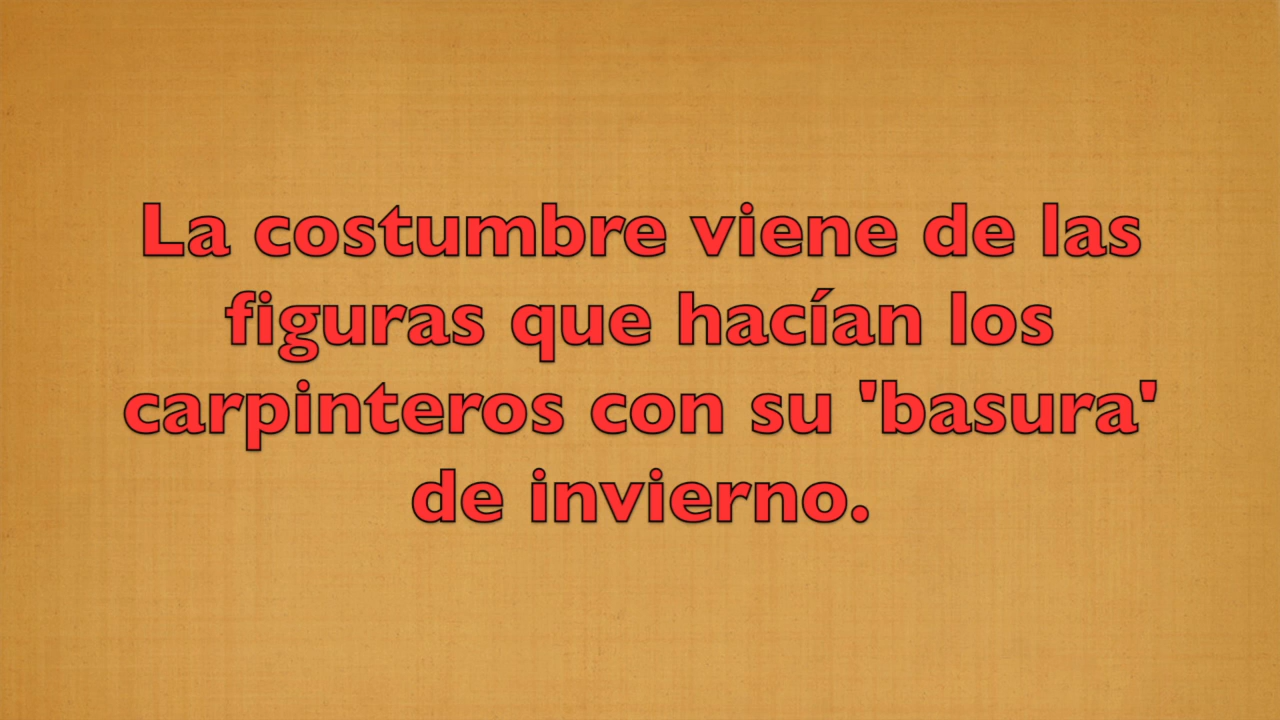 La costumbre viene de las
figuras que hacían los
carpinteros con su 'basura'
de invierno.